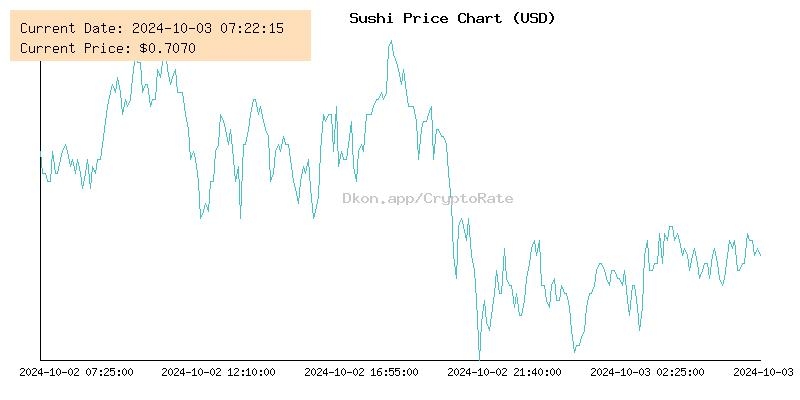 Sushi Price Chart (USD)
Current Date: 2024-10-03 07:22:15
Current Price: $0.7070
Dkon.app/CryptoRate
2024-10-02 07:25:00 2024-10-02 12:10:00 2024-10-02 16:55:00 2024-10-02 21:40:00 2024-10-03 02:25:00 2024-10-03